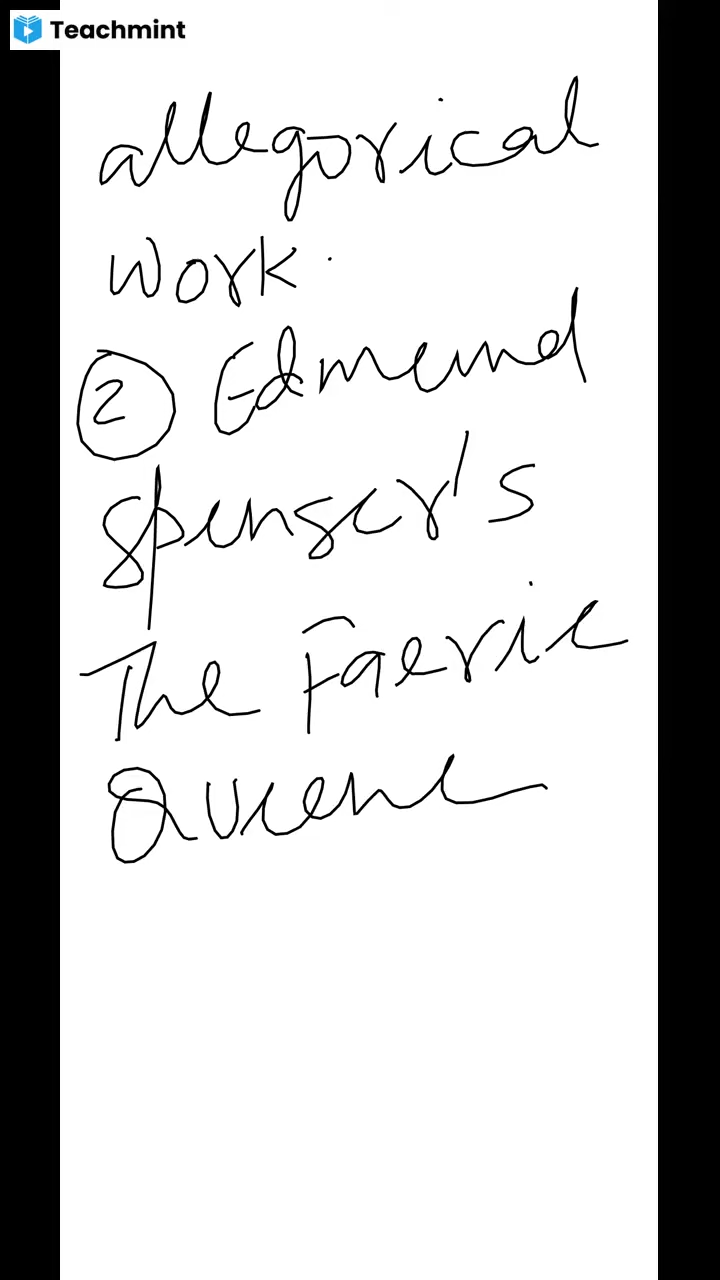 Teachmint
allegorical
work.
② Edmund
Spenser's
The Faerie
Queene